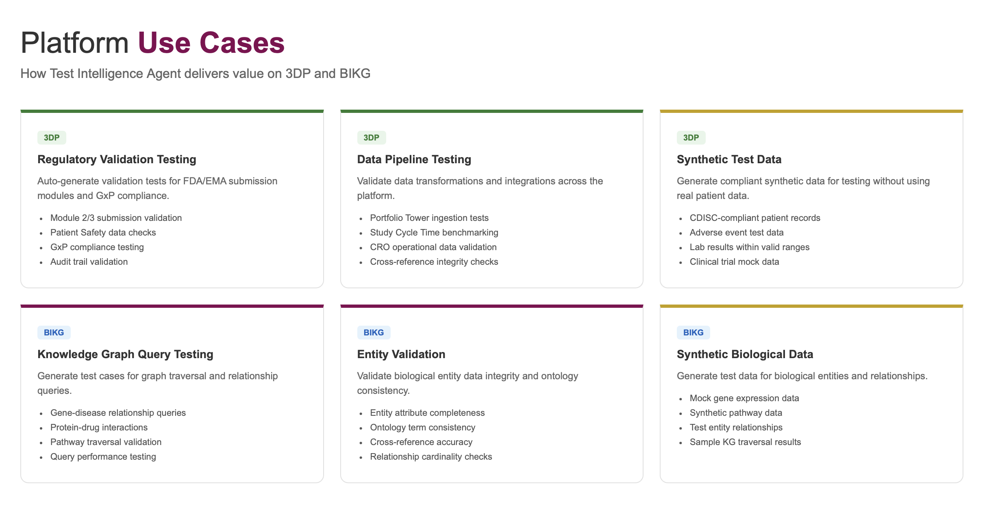 Platform Use Cases
How Test Intelligence Agent delivers value on 3DP and BIKG
3DP
Regulatory Validation Testing
Auto-generate validation tests for FDA/EMA submission
modules and GxP compliance.
• Module 2/3 submission validation
• Patient Safety data checks
• GxP compliance testing
• Audit trail validation
3DP
Data Pipeline Testing
Validate data transformations and integrations across the
platform.
• Portfolio Tower ingestion tests
• Study Cycle Time benchmarking
• CRO operational data validation
• Cross-reference integrity checks
3DP
Synthetic Test Data
Generate compliant synthetic data for testing without using
real patient data.
• CDISC-compliant patient records
• Adverse event test data
• Lab results within valid ranges
• Clinical trial mock data
BIKG
Knowledge Graph Query Testing
Generate test cases for graph traversal and relationship
queries.
• Gene-disease relationship queries
• Protein-drug interactions
• Pathway traversal validation
• Query performance testing
BIKG
Entity Validation
Validate biological entity data integrity and ontology
consistency.
• Entity attribute completeness
• Ontology term consistency
• Cross-reference accuracy
• Relationship cardinality checks
BIKG
Synthetic Biological Data
Generate test data for biological entities and relationships.
• Mock gene expression data
• Synthetic pathway data
• Test entity relationships
• Sample KG traversal results